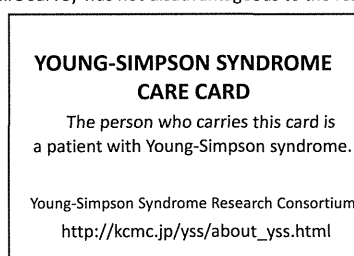 YOUNG-SIMPSON SYNDROME
CARE CARD
The person who carries this card is
a patient with Young-Simpson syndrome.
Young-Simpson Syndrome Research Consortium
http://kcmc.jp/yss/about_yss.html